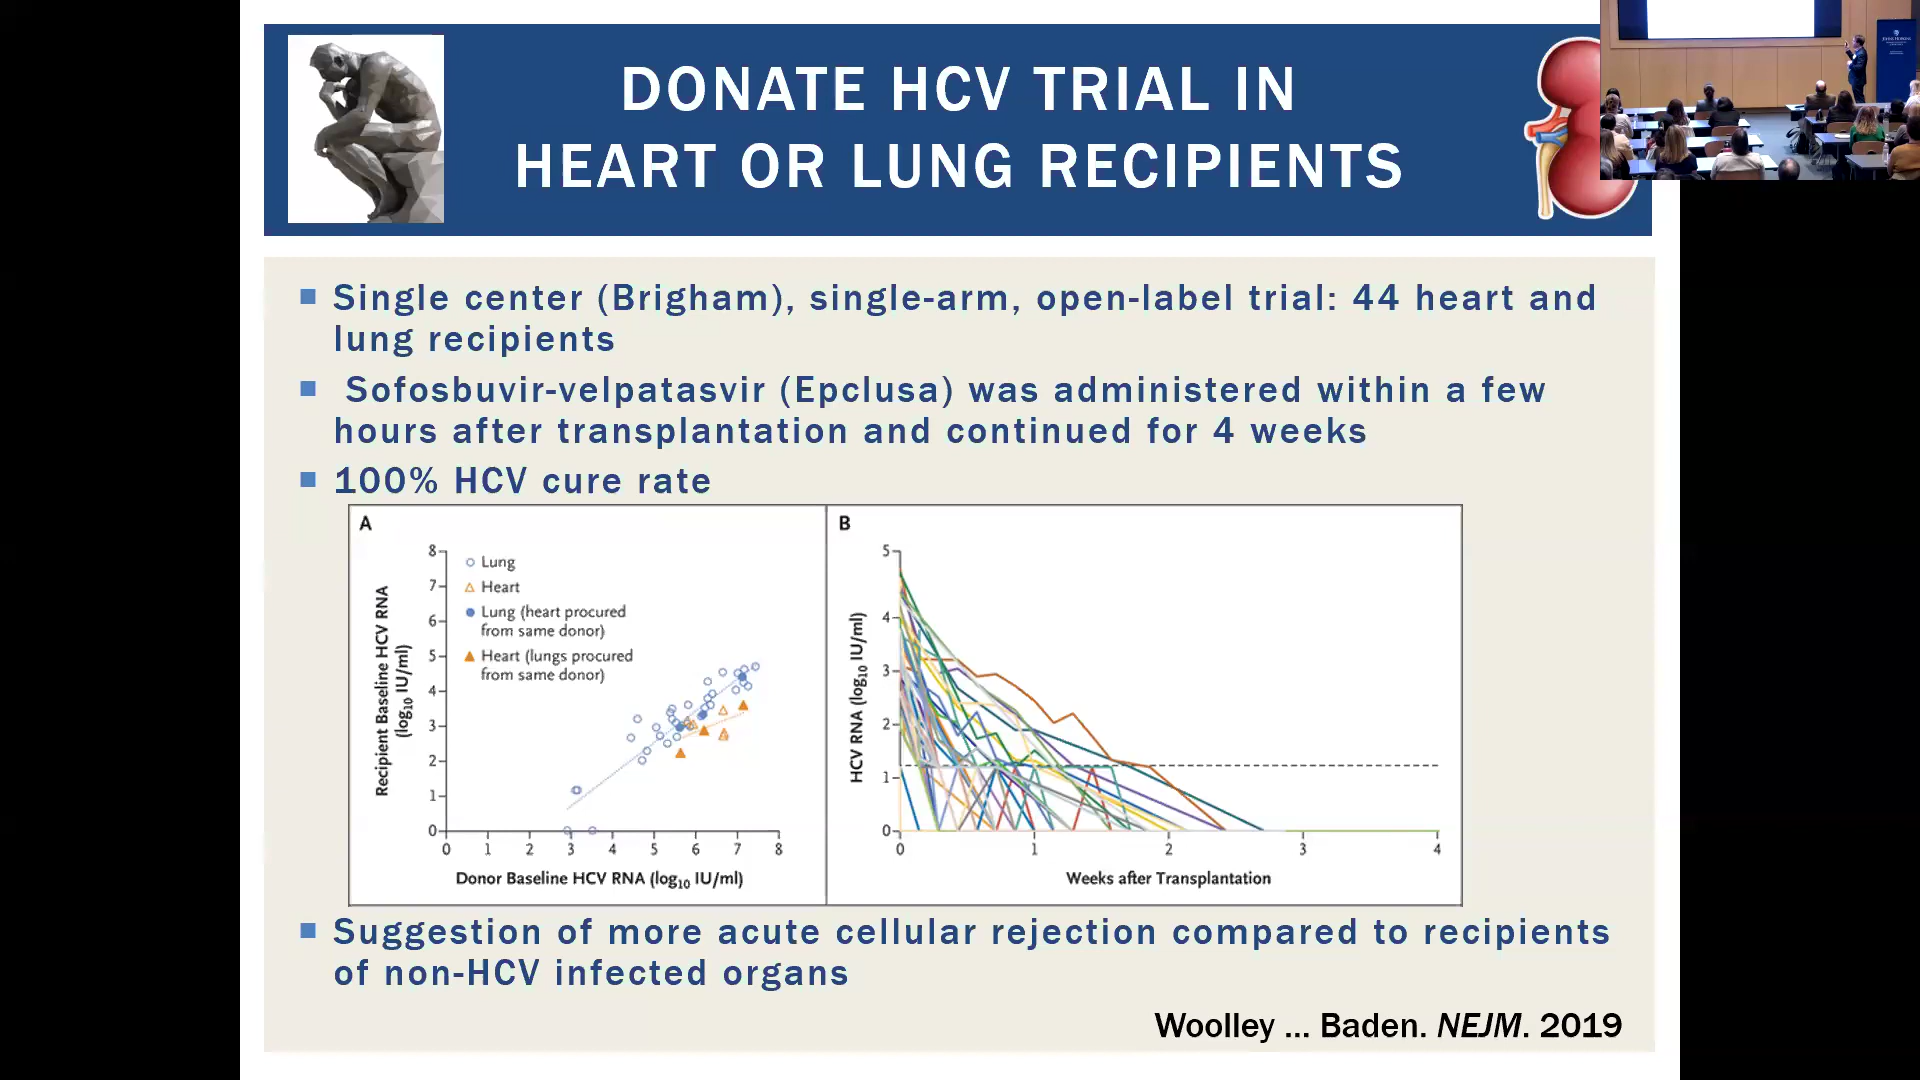 DONATE HCV TRIAL IN
HEART OR LUNG RECIPIENTS
Single center (Brigham), single-arm, open-label trial: 44 heart and
lung recipients
Sofosbuvir-velpatasvir (Epclusa) was administered within a few
hours after transplantation and continued for 4 weeks
100% HCV cure rate
A
Recipient Baseline HCV RNA
(log10 IU/ml)
8
7
6
5
4
3
2
1
0
Lung
Heart
Lung (heart procured
from same donor)
Heart (lungs procured
from same donor)
0 1 2 3 4 5 6 7 8
Donor Baseline HCV RNA (log10 IU/ml)
B
HCV RNA (log10 IU/ml)
5
4
3
2
1
0
0 1 2 3 4
Weeks after Transplantation
Suggestion of more acute cellular rejection compared to recipients
of non-HCV infected organs
Woolley ... Baden. NEJM. 2019